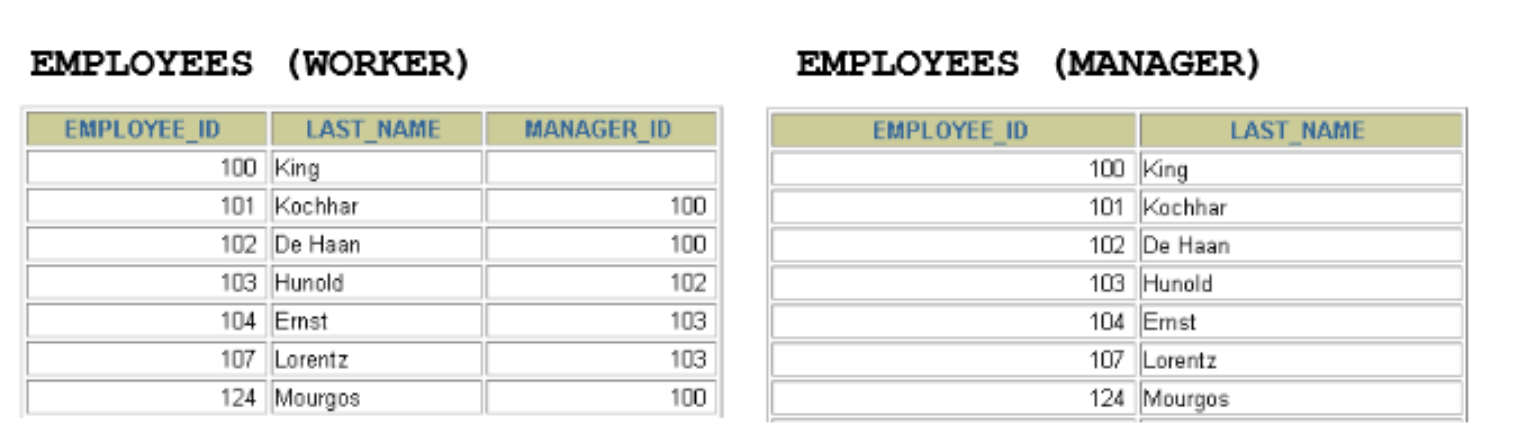 EMPLOYEES (WORKER)
EMPLOYEE_ID LAST_NAME MANAGER_ID
100 King
101 Kochhar 100
102 De Haan 100
103 Hunold 102
104 Ernst 103
107 Lorentz 103
124 Mourgos 100
EMPLOYEES (MANAGER)
EMPLOYEE_ID LAST_NAME
100 King
101 Kochhar
102 De Haan
103 Hunold
104 Ernst
107 Lorentz
124 Mourgos